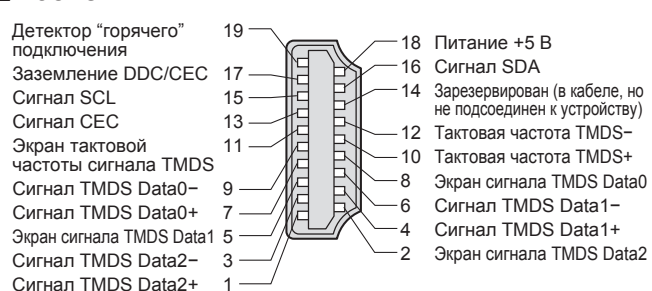 Детектор “горячего” 19
подключения
Заземление DDC/CEC 17
Сигнал SCL 15
Сигнал CEC 13
Экран тактовой 11
частоты сигнала TMDS
Сигнал TMDS Data0− 9
Сигнал TMDS Data0+ 7
Экран сигнала TMDS Data1 5
Сигнал TMDS Data2− 3
Сигнал TMDS Data2+ 1
18 Питание +5 В
16 Сигнал SDA
14 Зарезервирован (в кабеле, но
не подсоединен к устройству)
12 Тактовая частота TMDS−
10 Тактовая частота TMDS+
8 Экран сигнала TMDS Data0
6 Сигнал TMDS Data1−
4 Сигнал TMDS Data1+
2 Экран сигнала TMDS Data2